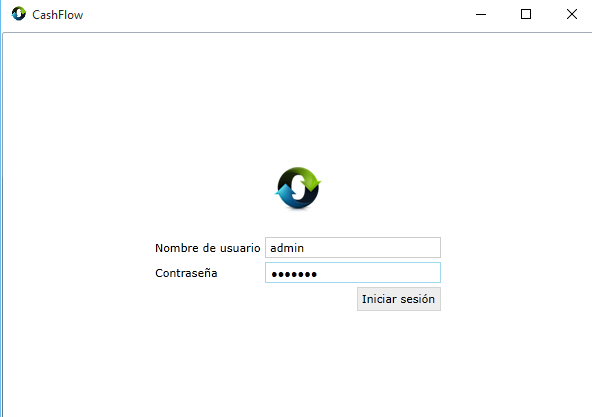 CashFlow
Nombre de usuario admin
Contraseña •••••••
Iniciar sesión